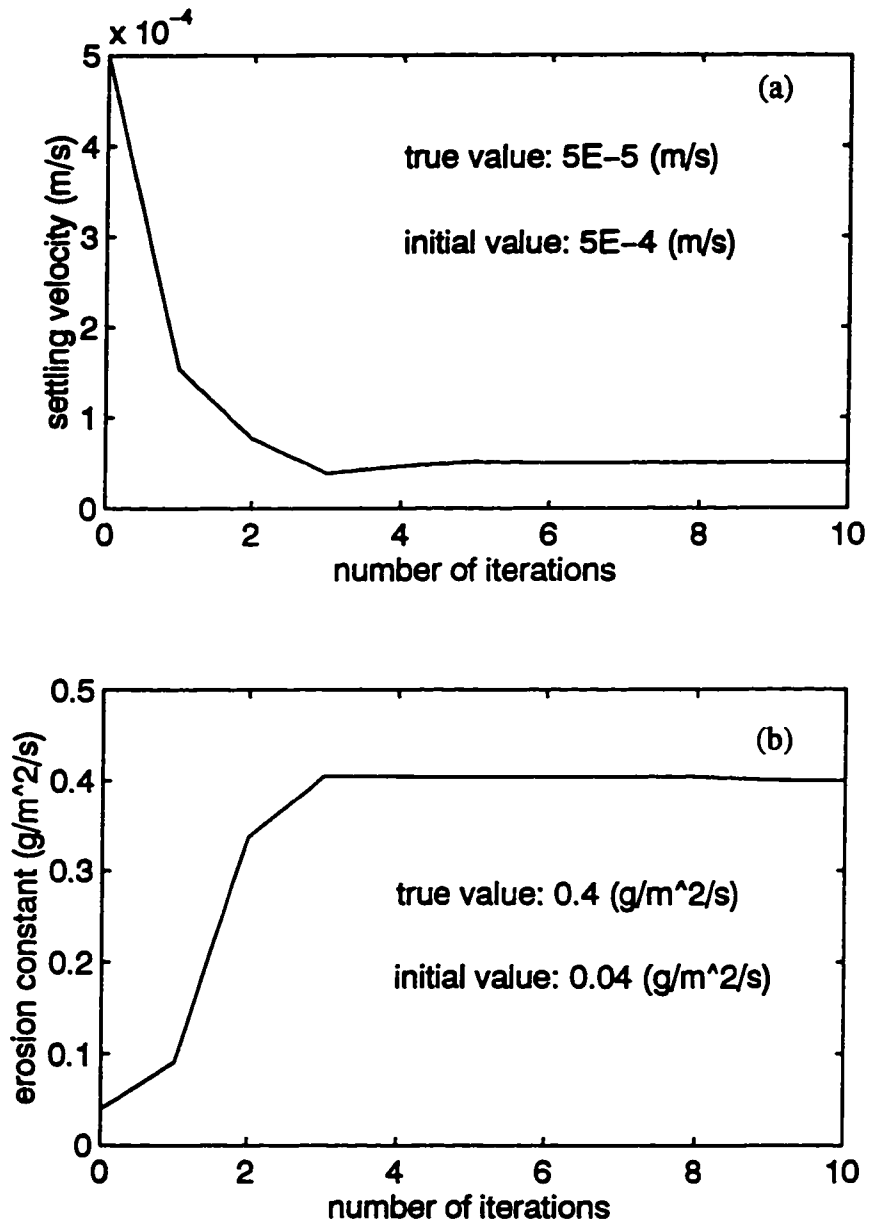 x 10⁻⁴
5
(a)
true value: 5E−5 (m/s)
initial value: 5E−4 (m/s)
4
3
2
1
0
settling velocity (m/s)
0 2 4 6 8 10
number of iterations
0.5
(b)
0.4
0.3
0.2
0.1
0
true value: 0.4 (g/m^2/s)
initial value: 0.04 (g/m^2/s)
erosion constant (g/m^2/s)
0 2 4 6 8 10
number of iterations